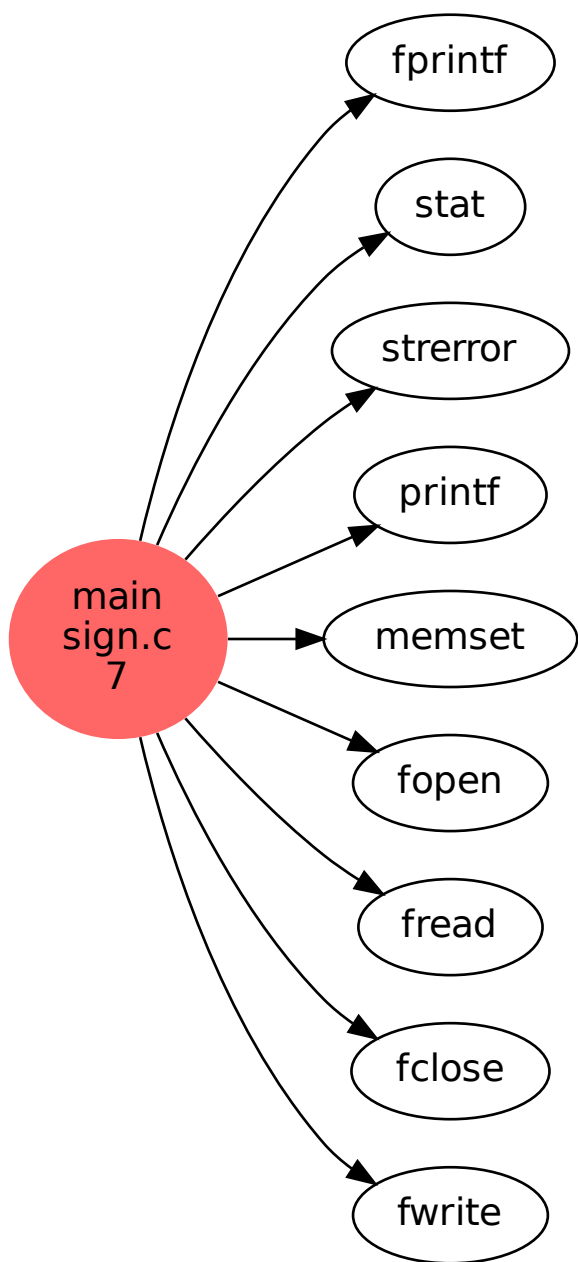 fprintf
stat
strerror
printf
main
sign.c
7
memset
fopen
fread
fclose
fwrite